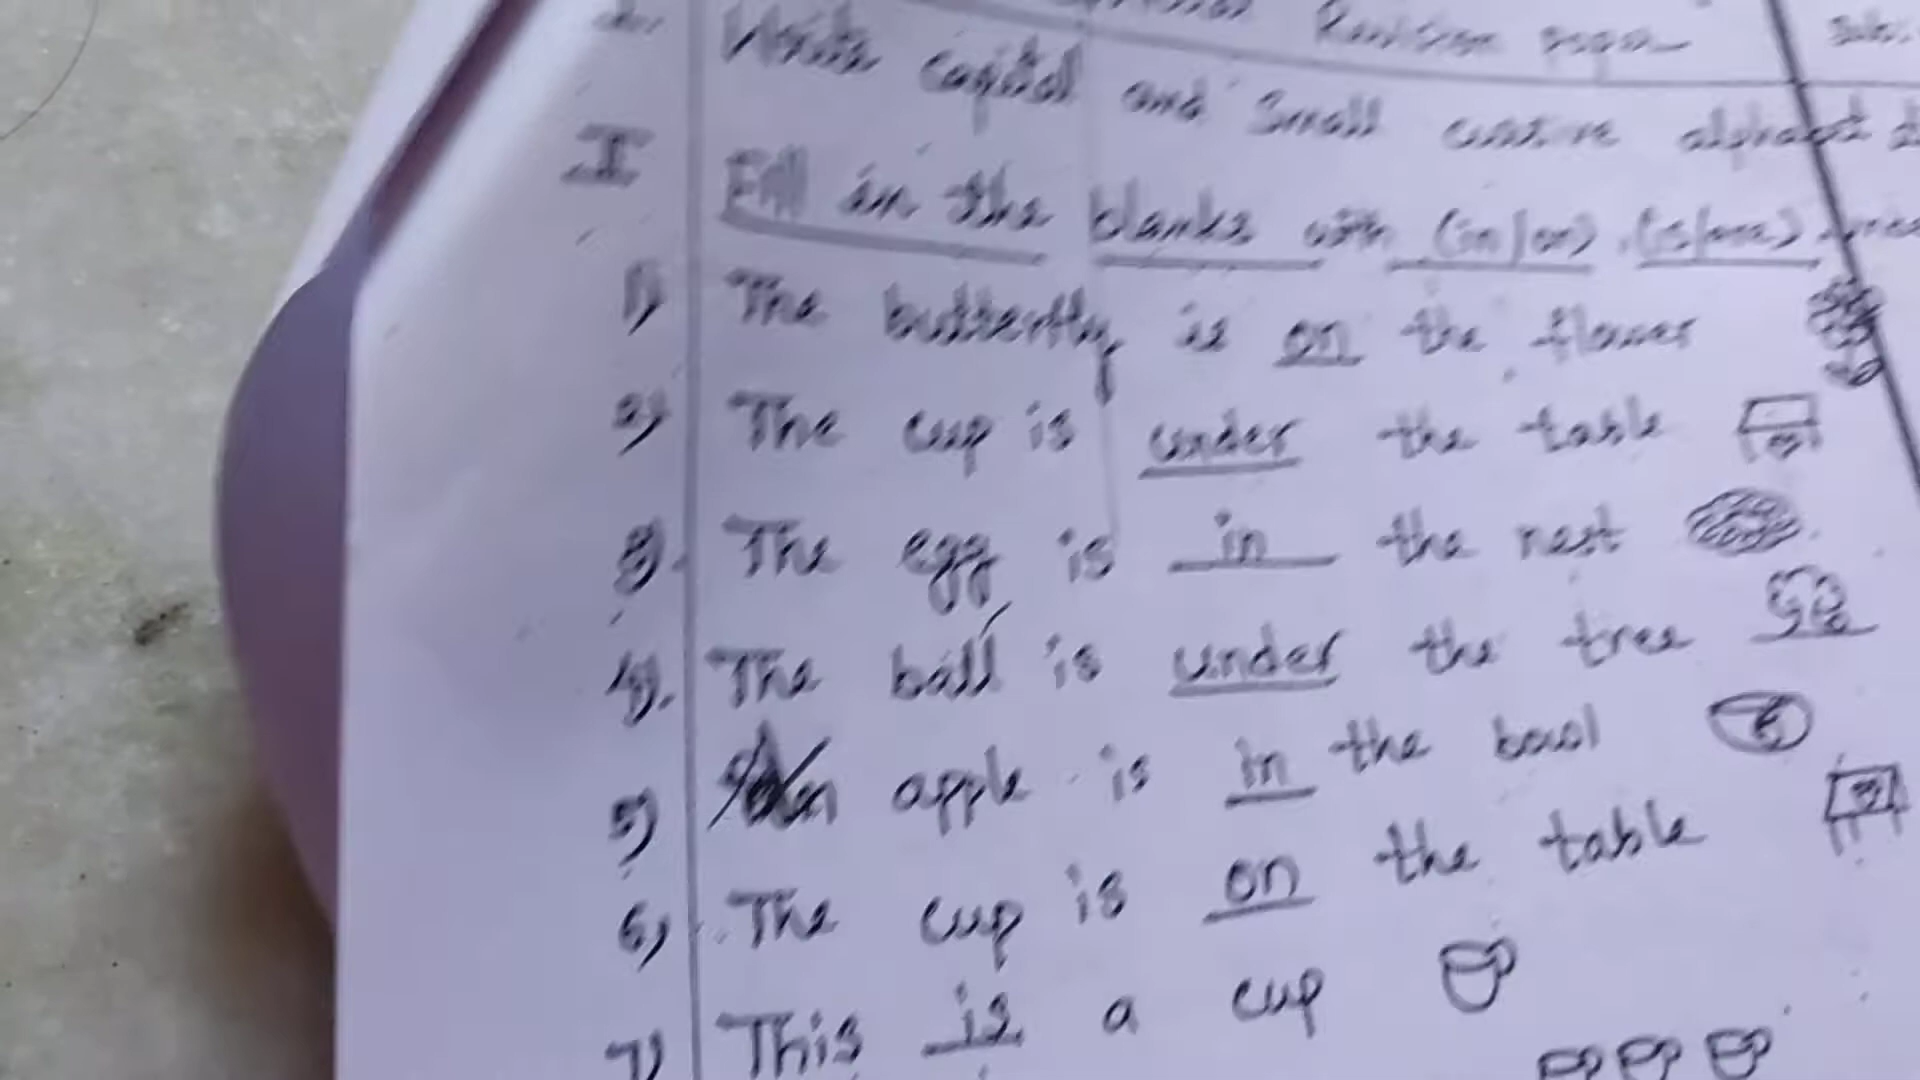 Revision paper
Write capital and Small cursive alphabet
I Fill in the blanks with (in/on), (is/are)
1) The butterfly is on the flower
2) The cup is under the table
3). The egg is in the nest
4). The ball is under the tree
5) An apple is in the bowl
6) The cup is on the table
7) This is a cup